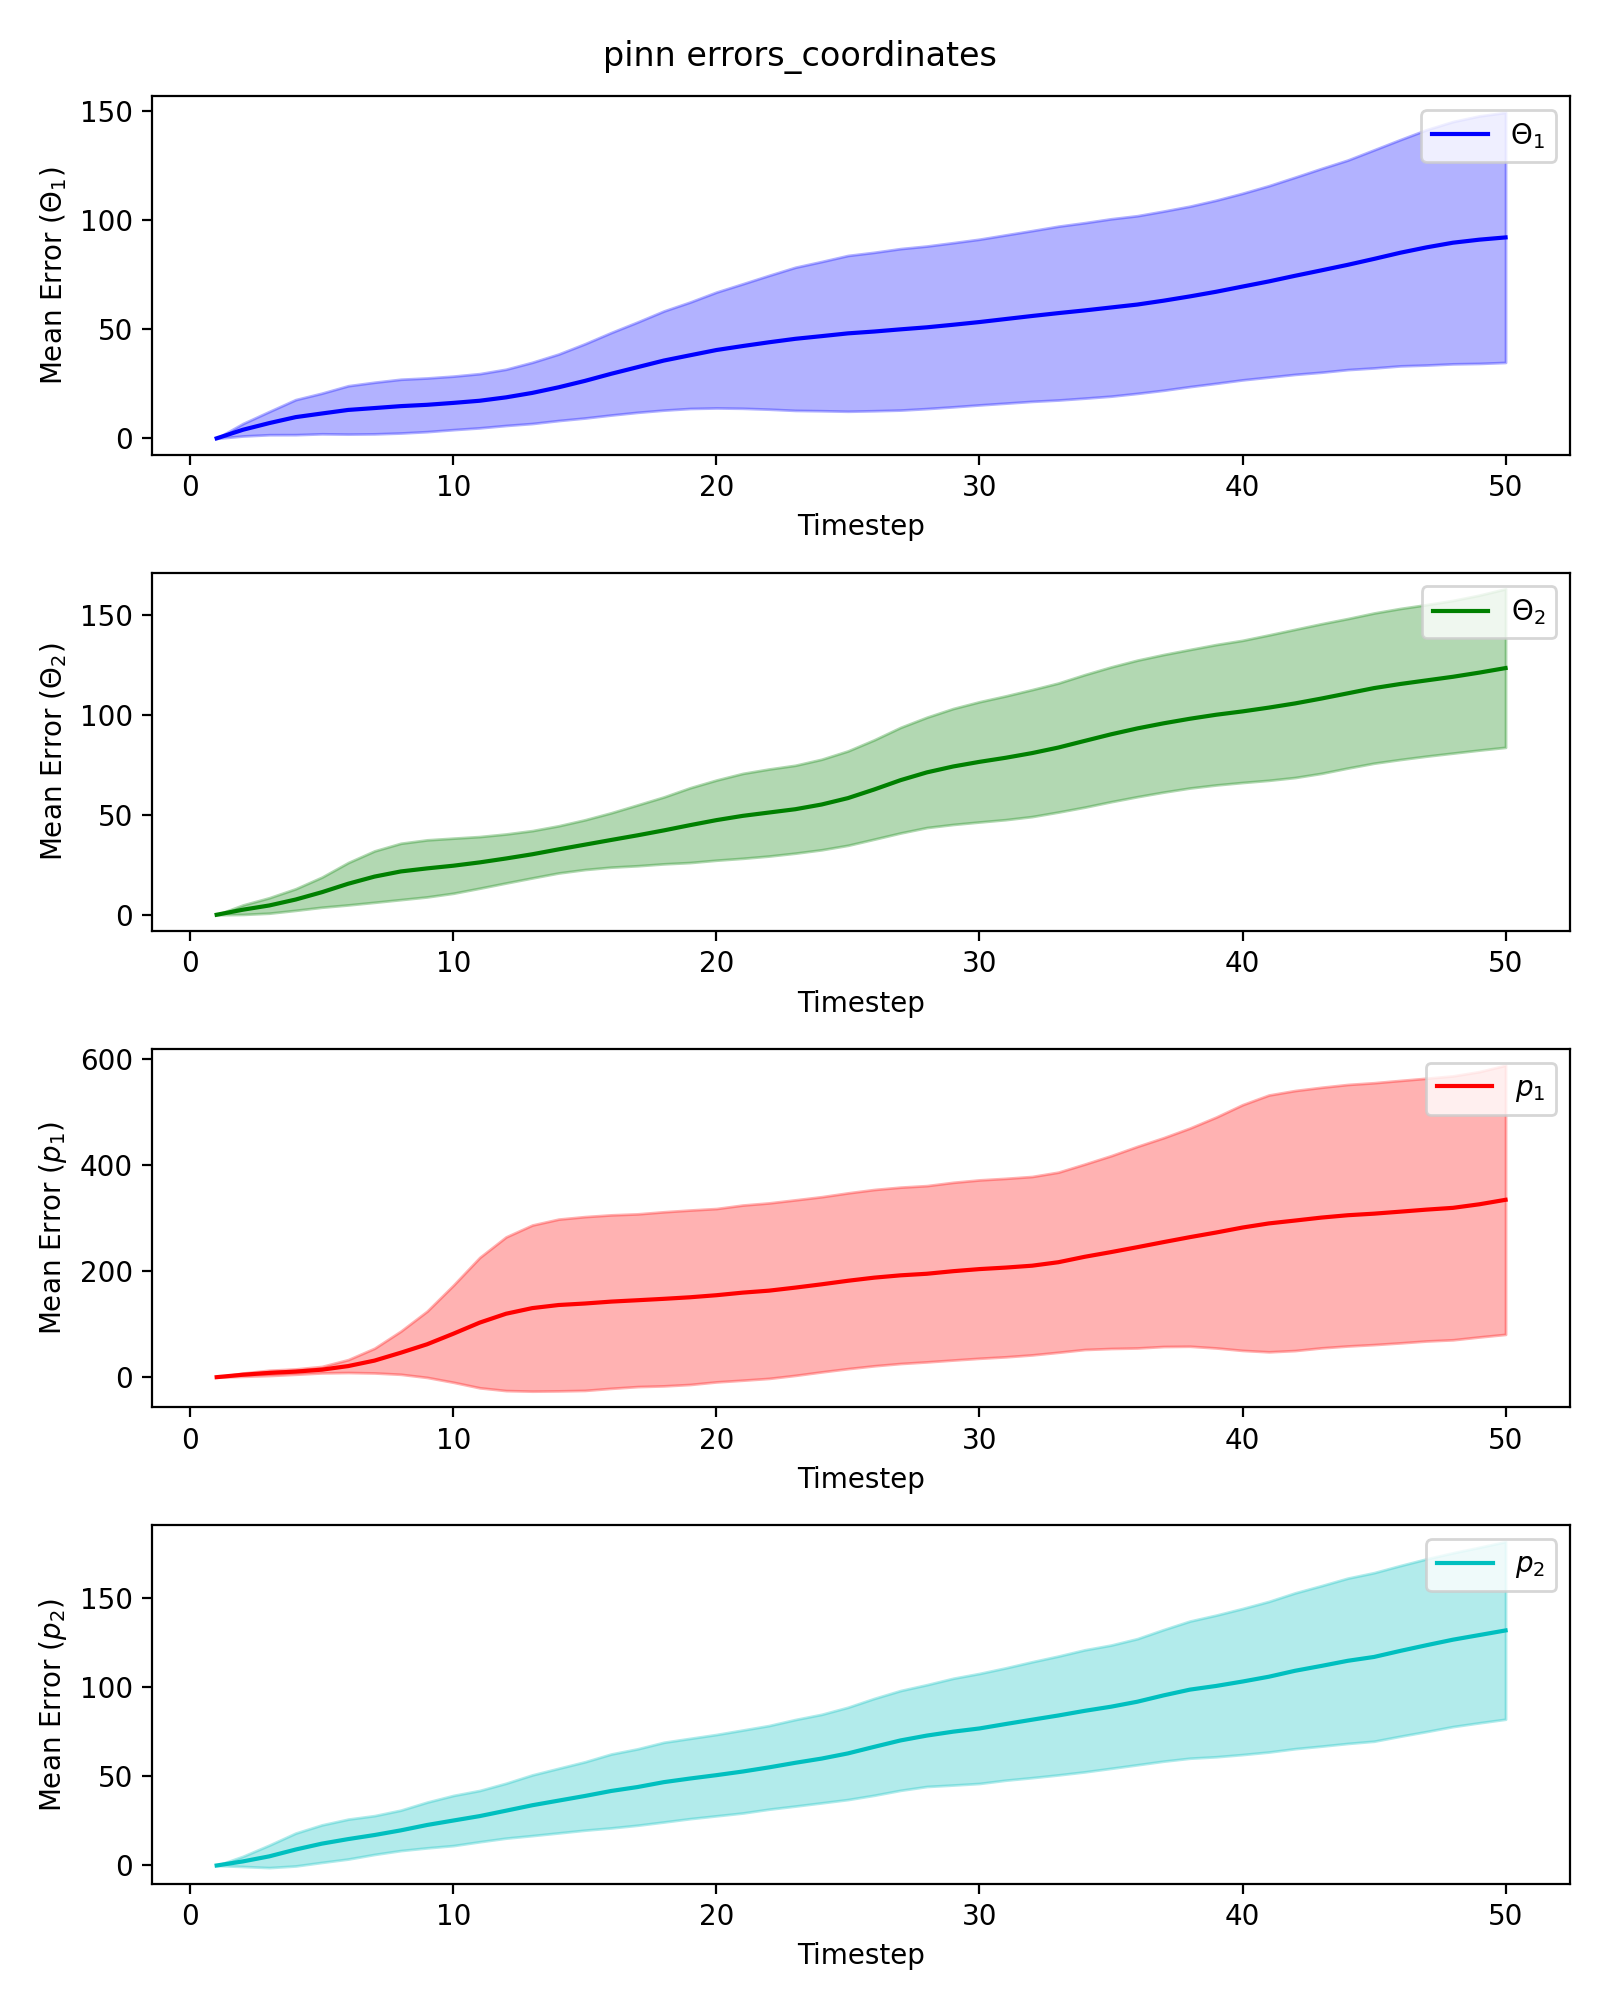 pinn errors_coordinates
Mean Error (Θ₁)
150
100
50
0
Θ₁
0 10 20 30 40 50
Timestep
Mean Error (Θ₂)
150
100
50
0
Θ₂
0 10 20 30 40 50
Timestep
Mean Error (p₁)
600
400
200
0
p₁
0 10 20 30 40 50
Timestep
Mean Error (p₂)
150
100
50
0
p₂
0 10 20 30 40 50
Timestep